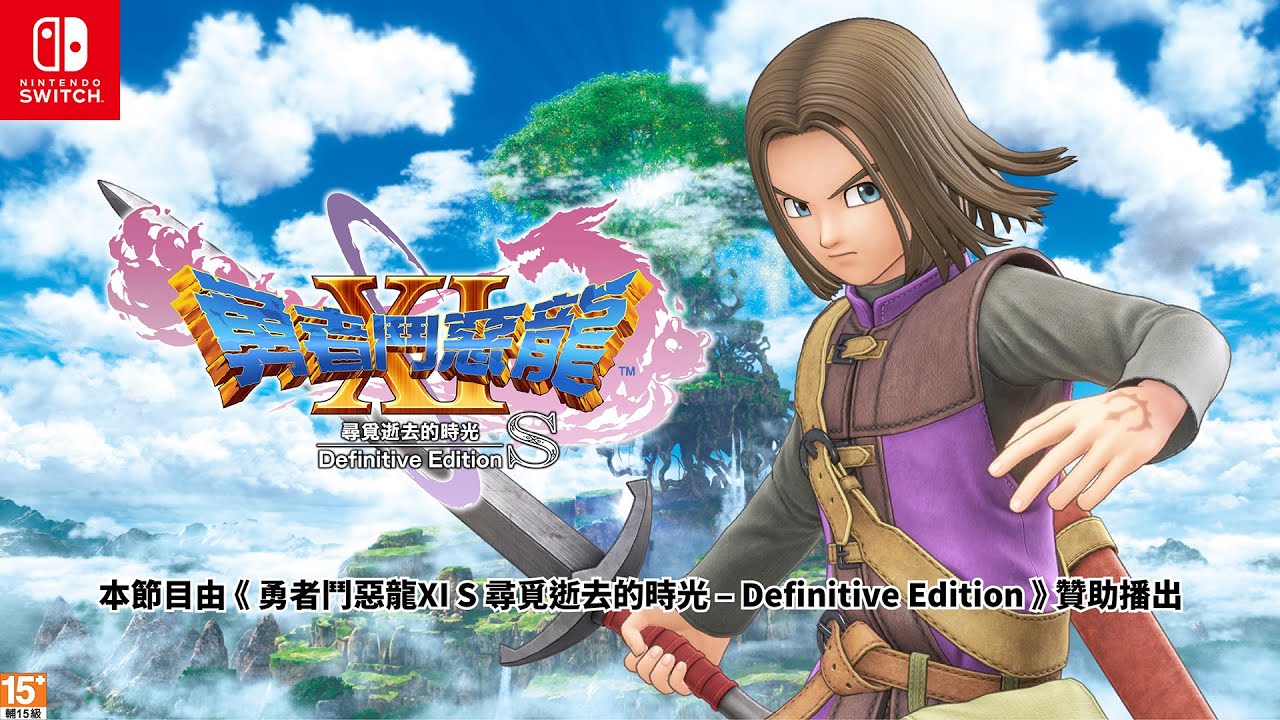 NINTENDO
SWITCH
XI
勇者鬥惡龍™
尋覓逝去的時光
Definitive Edition S
本節目由《 勇者鬥惡龍XI S 尋覓逝去的時光 – Definitive Edition 》贊助播出
15+
輔15級